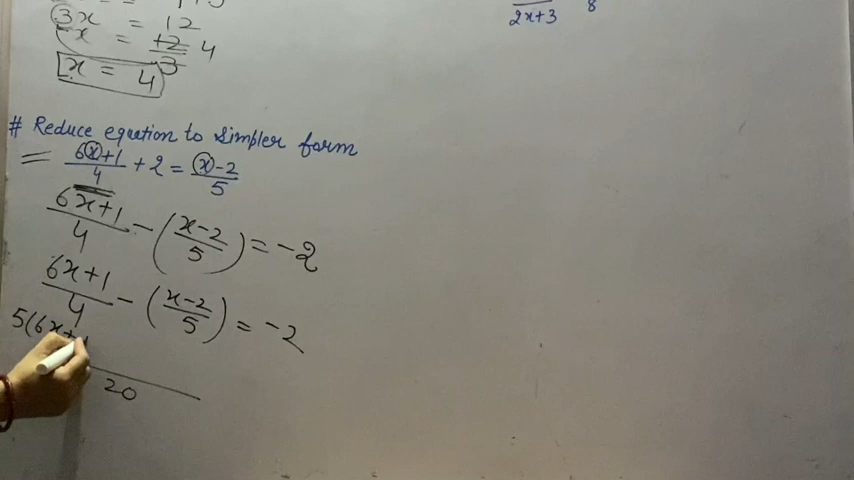 3x = 12
x = 12/3 4
x = 4
2x+3 8
# Reduce equation to simpler form
= 6x+1/4 + 2 = x-2/5
6x+1/4 - (x-2/5) = -2
6x+1/4 - (x-2/5) = -2
5(6x+1
20